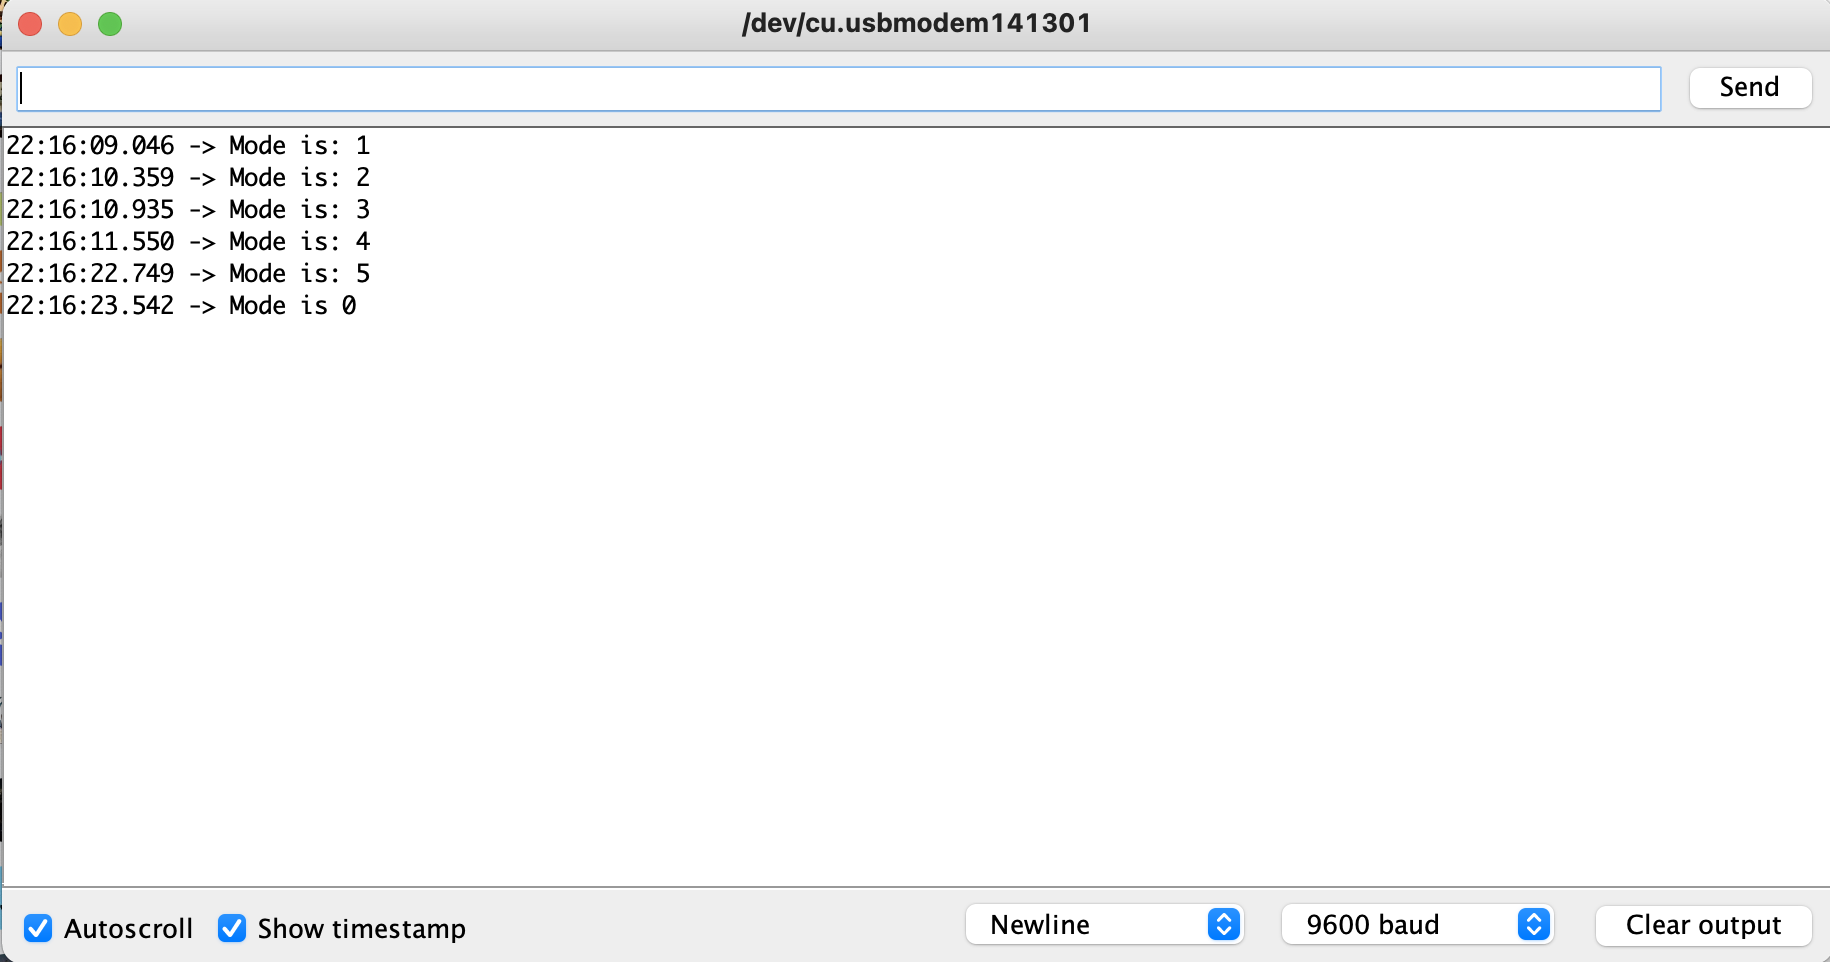 /dev/cu.usbmodem141301
Send
22:16:09.046 -> Mode is: 1
22:16:10.359 -> Mode is: 2
22:16:10.935 -> Mode is: 3
22:16:11.550 -> Mode is: 4
22:16:22.749 -> Mode is: 5
22:16:23.542 -> Mode is 0
Autoscroll Show timestamp Newline 9600 baud Clear output